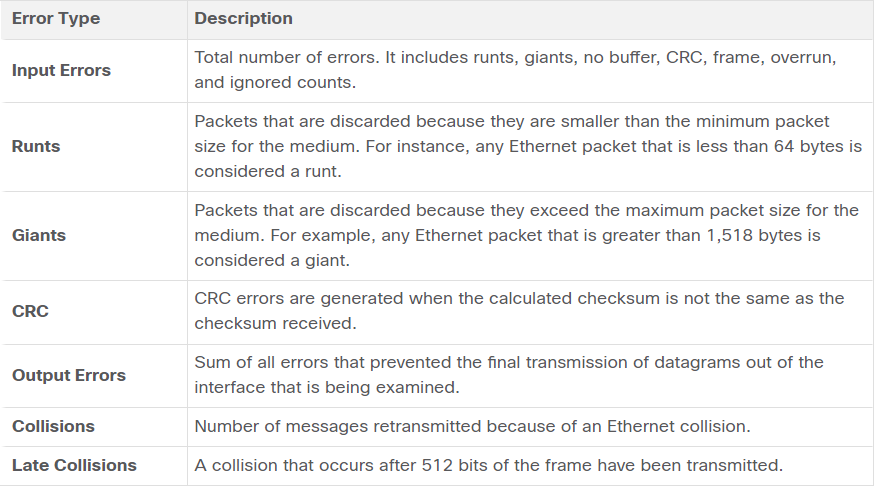 Error Type Description
Input Errors
Total number of errors. It includes runts, giants, no buffer, CRC, frame, overrun,
and ignored counts.
Runts
Packets that are discarded because they are smaller than the minimum packet
size for the medium. For instance, any Ethernet packet that is less than 64 bytes is
considered a runt.
Giants
Packets that are discarded because they exceed the maximum packet size for the
medium. For example, any Ethernet packet that is greater than 1,518 bytes is
considered a giant.
CRC
CRC errors are generated when the calculated checksum is not the same as the
checksum received.
Output Errors
Sum of all errors that prevented the final transmission of datagrams out of the
interface that is being examined.
Collisions Number of messages retransmitted because of an Ethernet collision.
Late Collisions A collision that occurs after 512 bits of the frame have been transmitted.